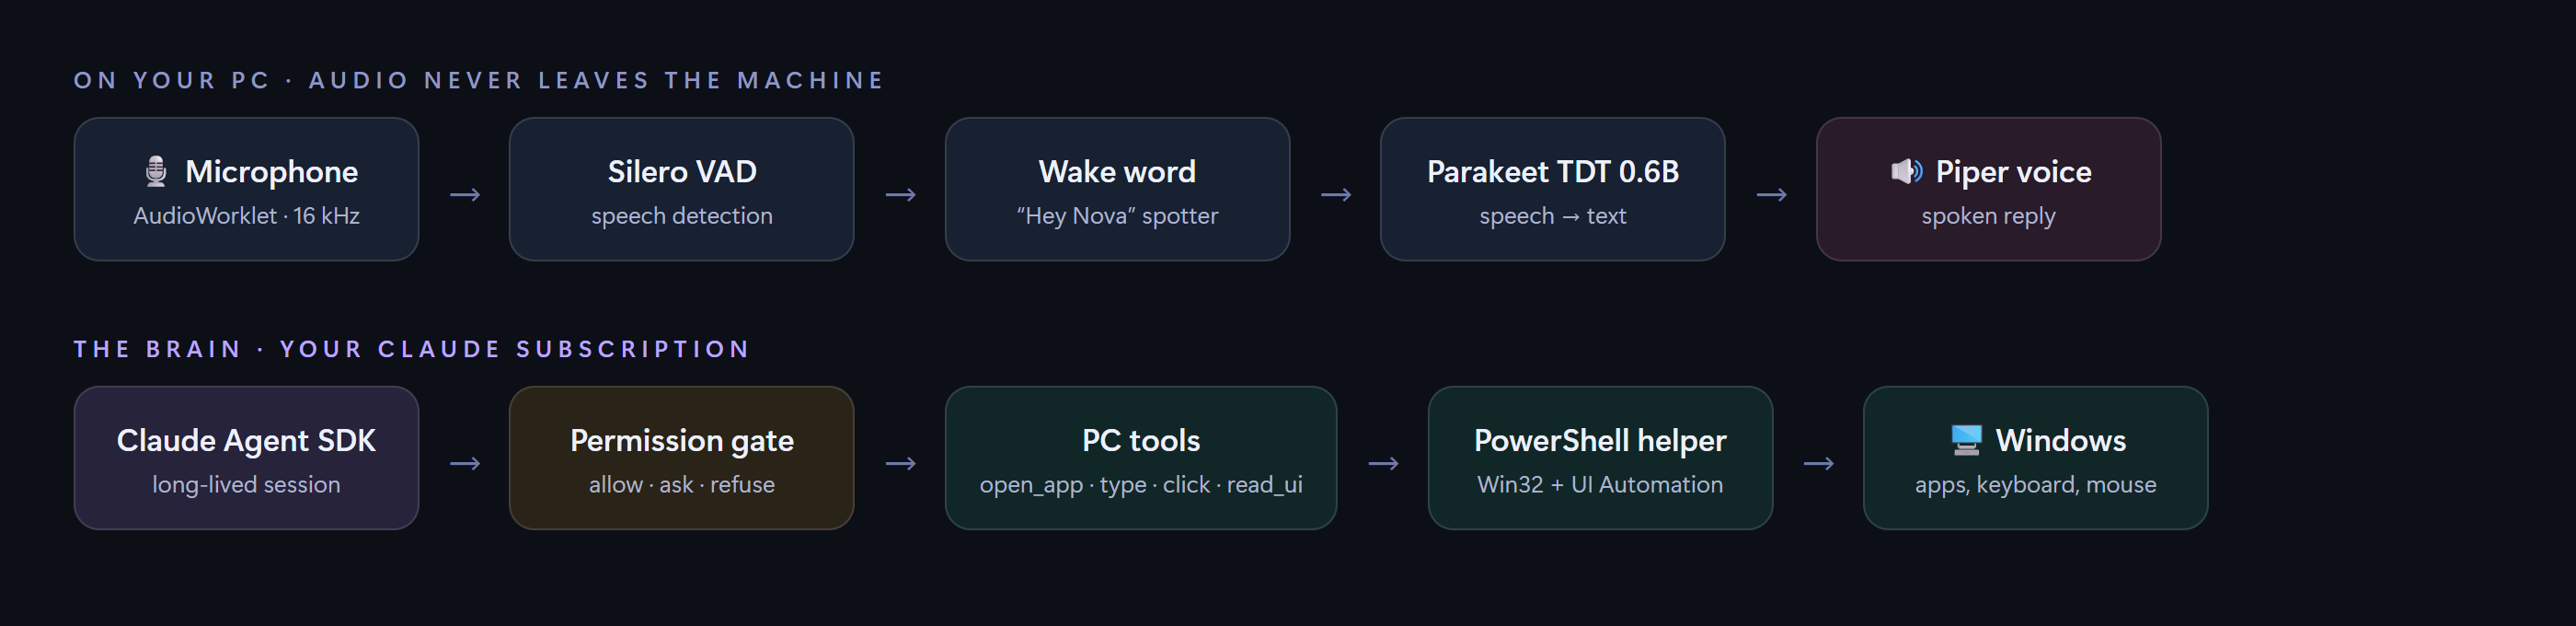 ON YOUR PC · AUDIO NEVER LEAVES THE MACHINE
Microphone
AudioWorklet · 16 kHz
→
Silero VAD
speech detection
→
Wake word
“Hey Nova” spotter
→
Parakeet TDT 0.6B
speech → text
→
Piper voice
spoken reply
THE BRAIN · YOUR CLAUDE SUBSCRIPTION
Claude Agent SDK
long-lived session
→
Permission gate
allow · ask · refuse
→
PC tools
open_app · type · click · read_ui
→
PowerShell helper
Win32 + UI Automation
→
Windows
apps, keyboard, mouse